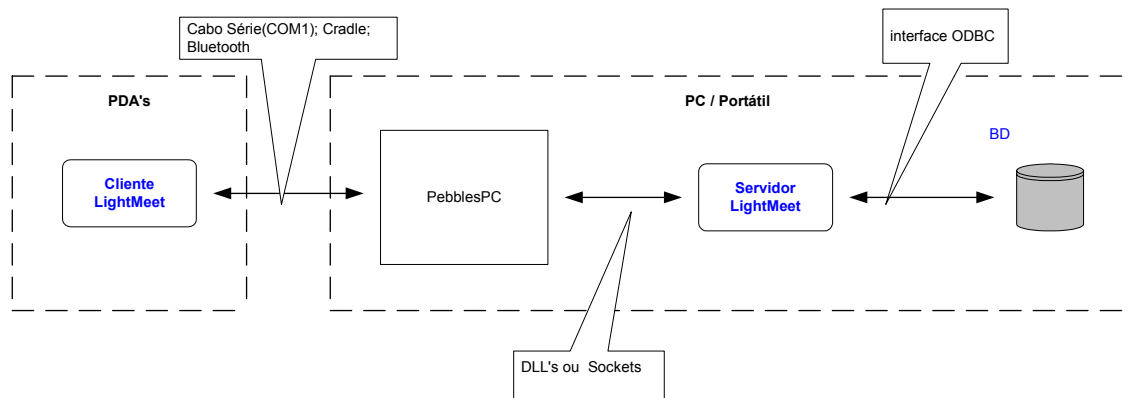 Cabo Série(COM1); Cradle;
Bluetooth
interface ODBC
PDA's
PC / Portátil
BD
Cliente
LightMeet
PebblesPC
Servidor
LightMeet
DLL's ou Sockets